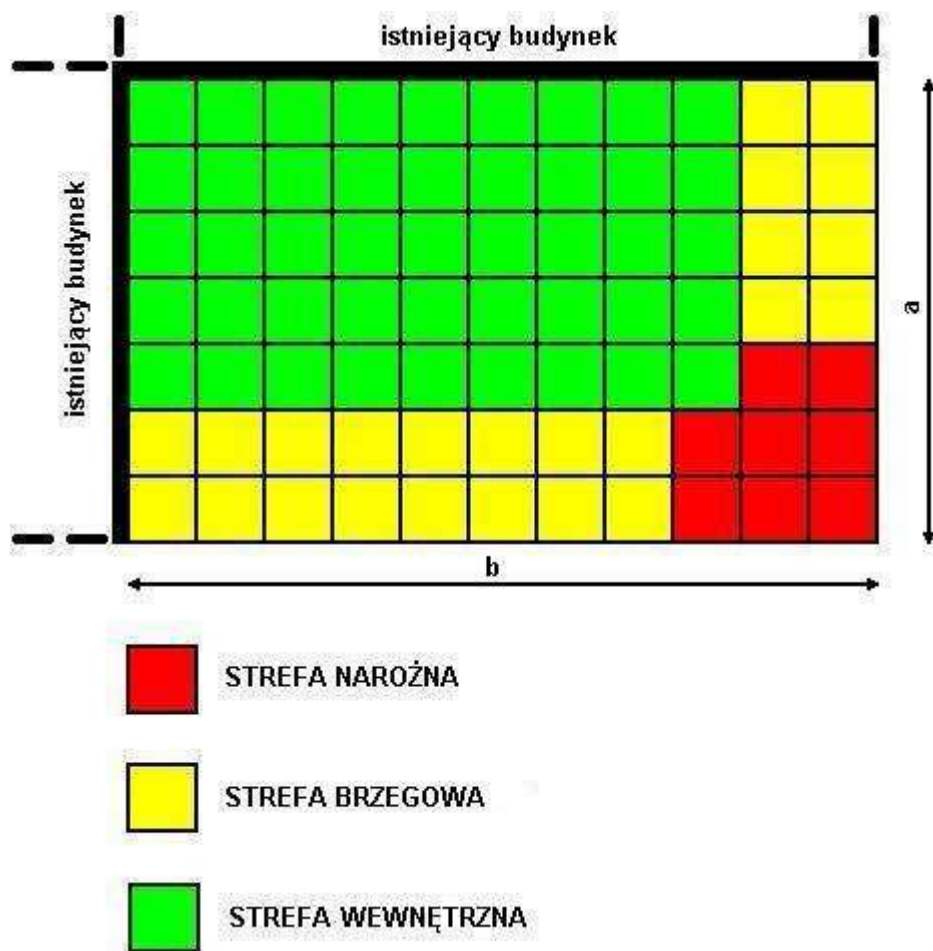 istniejący budynek
istniejący budynek
a
b
STREFA NAROŻNA
STREFA BRZEGOWA
STREFA WEWNĘTRZNA